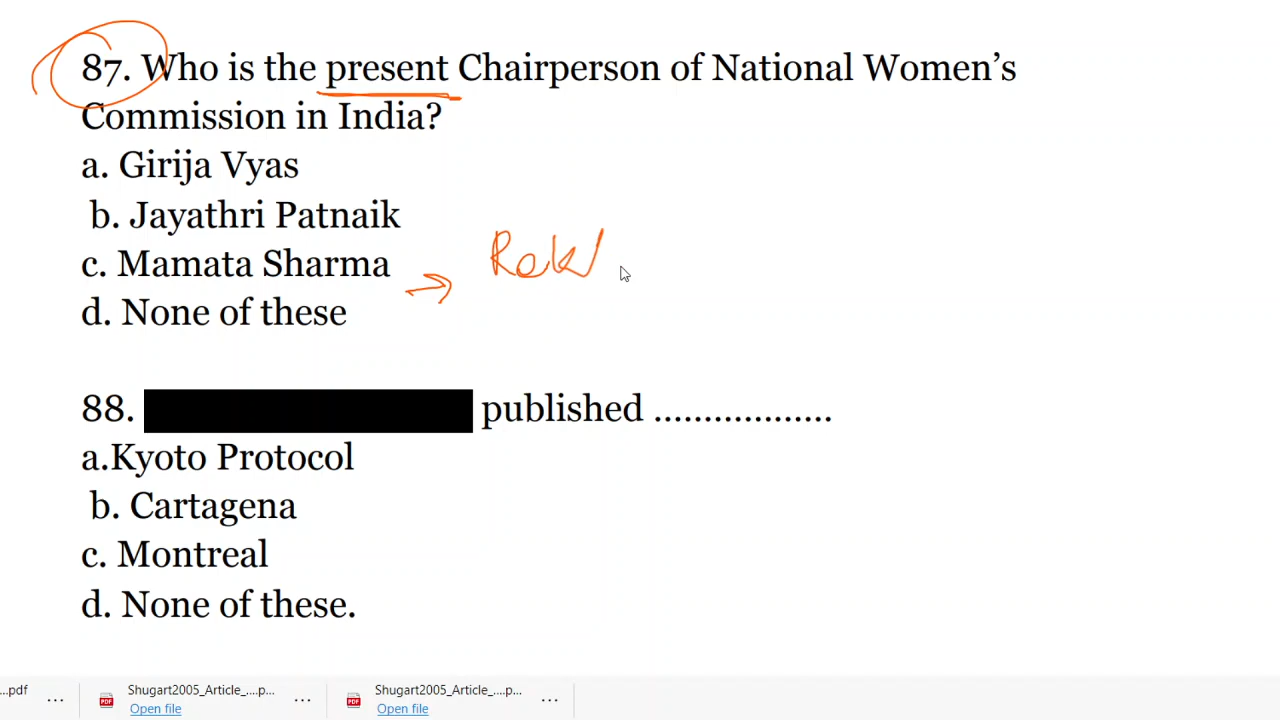 87. Who is the present Chairperson of National Women’s
Commission in India?
a. Girija Vyas
b. Jayathri Patnaik
c. Mamata Sharma
d. None of these
88. published ..................
a.Kyoto Protocol
b. Cartagena
c. Montreal
d. None of these.
...pdf
Shugart2005_Article_....p...
Open file
Shugart2005_Article_....p...
Open file